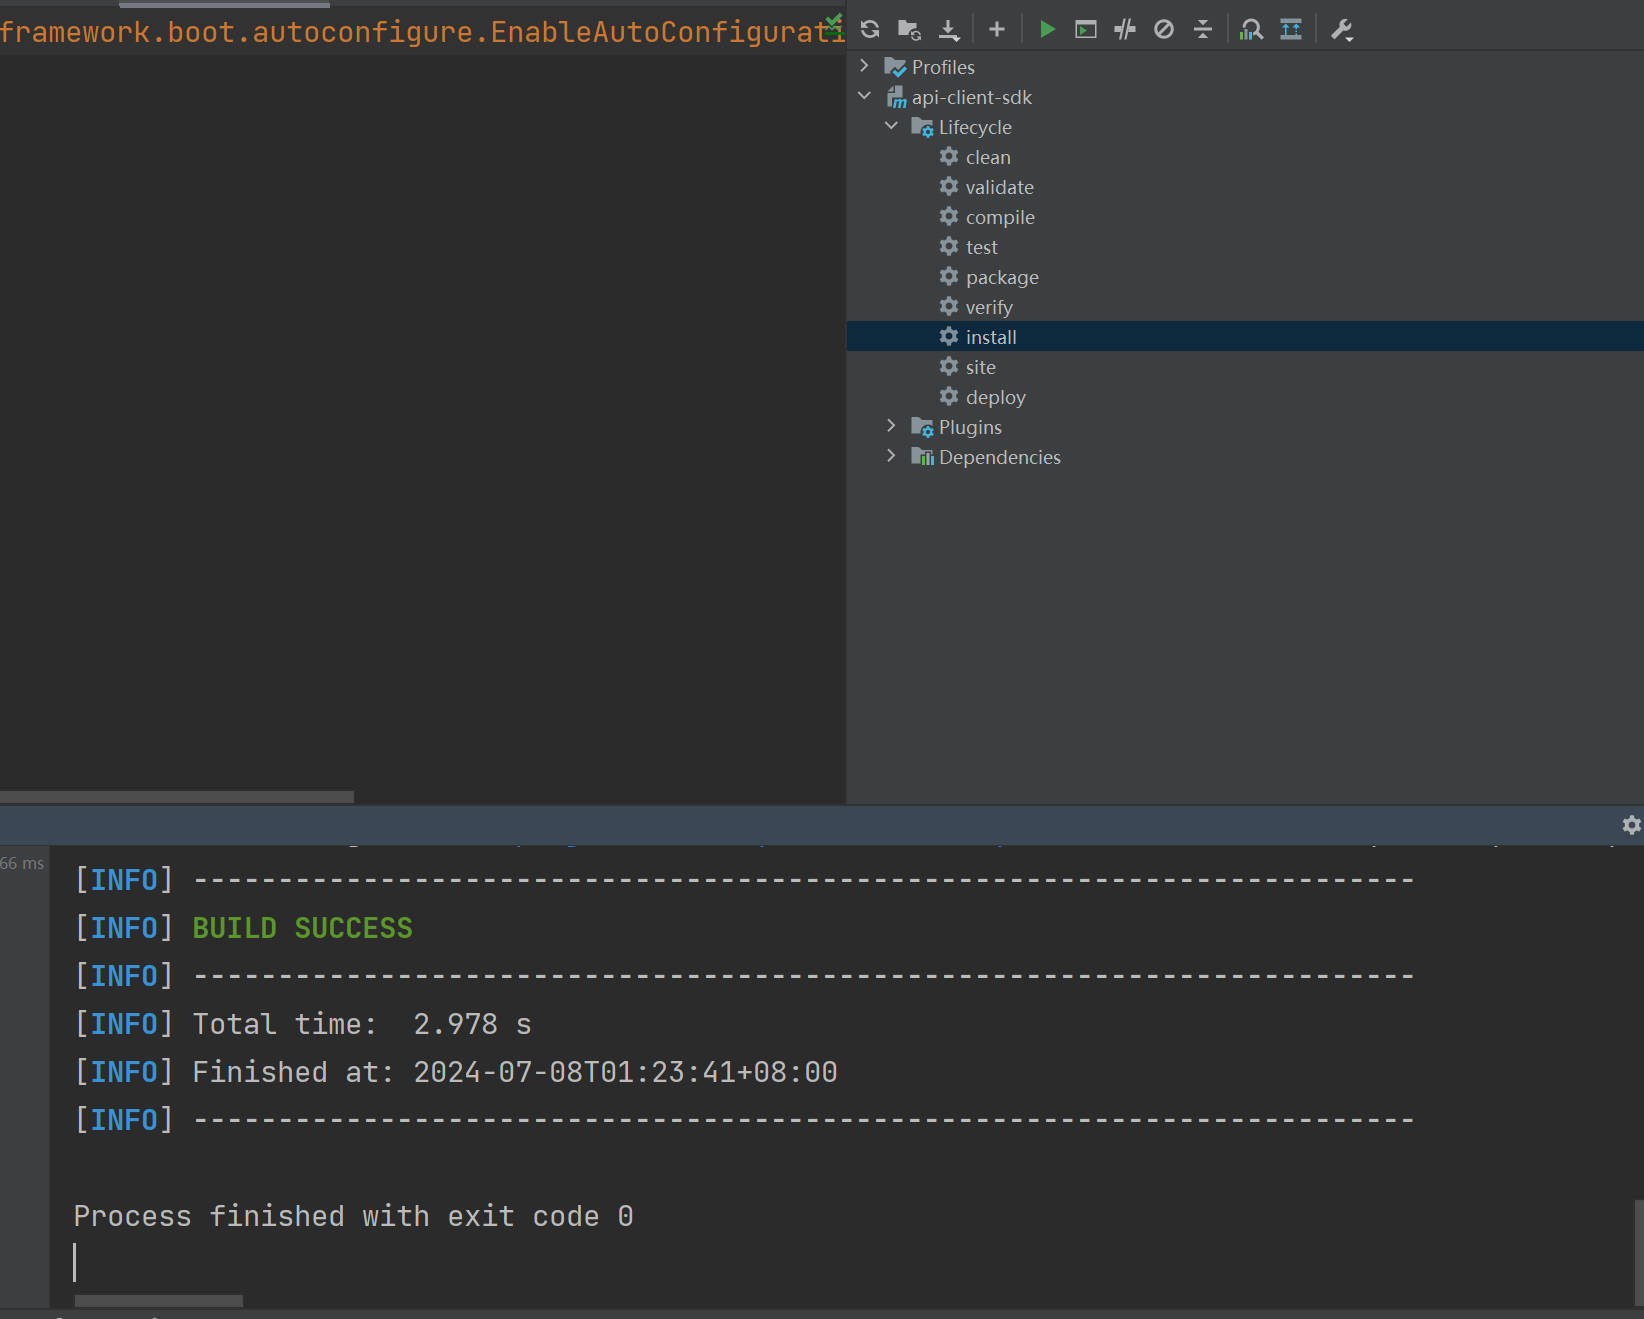 framework.boot.autoconfigure.EnableAutoConfigurati
Profiles
api-client-sdk
Lifecycle
clean
validate
compile
test
package
verify
install
site
deploy
Plugins
Dependencies
66 ms
[INFO] ------------------------------------------------------------------------
[INFO] BUILD SUCCESS
[INFO] ------------------------------------------------------------------------
[INFO] Total time:  2.978 s
[INFO] Finished at: 2024-07-08T01:23:41+08:00
[INFO] ------------------------------------------------------------------------
Process finished with exit code 0